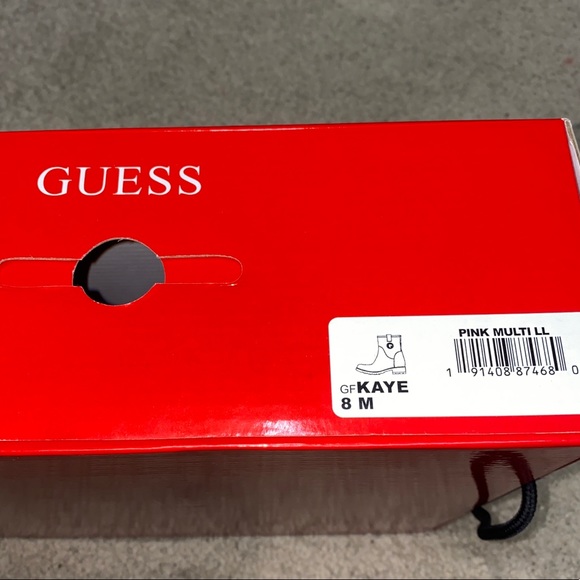 GUESS
PINK MULTI LL
1 91408 87468 0
GFKAYE
8 M